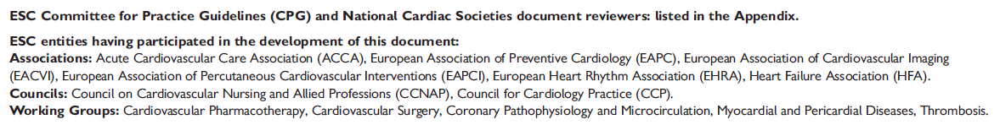 ESC Committee for Practice Guidelines (CPG) and National Cardiac Societies document reviewers: listed in the Appendix.
ESC entities having participated in the development of this document:
Associations: Acute Cardiovascular Care Association (ACCA), European Association of Preventive Cardiology (EAPC), European Association of Cardiovascular Imaging
(EACVI), European Association of Percutaneous Cardiovascular Interventions (EAPCI), European Heart Rhythm Association (EHRA), Heart Failure Association (HFA).
Councils: Council on Cardiovascular Nursing and Allied Professions (CCNAP), Council for Cardiology Practice (CCP).
Working Groups: Cardiovascular Pharmacotherapy, Cardiovascular Surgery, Coronary Pathophysiology and Microcirculation, Myocardial and Pericardial Diseases, Thrombosis.